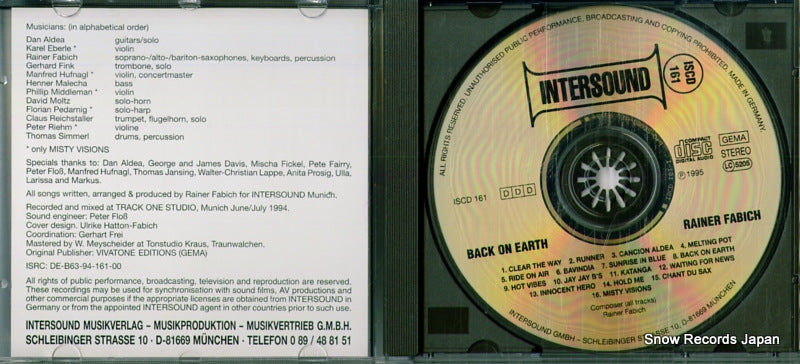 Musicians: (in alphabetical order)
Dan Aldea guitars/solo
Karel Eberle * violin
Rainer Fabich soprano-/alto-/bariton-saxophones, keyboards, percussion
Gerhard Fink trombone, solo
Manfred Hufnagl * violin, concertmaster
Henner Malecha bass
Phillip Middleman * violin
David Moltz solo-horn
Florian Pedarnig * solo-harp
Claus Reichstaller trumpet, flugelhorn, solo
Peter Riehm * violine
Thomas Simmerl drums, percussion
* only MISTY VISIONS
Specials thanks to: Dan Aldea, George and James Davis, Mischa Fickel, Pete Fairry,
Peter Floß, Manfred Hufnagl, Thomas Jansing, Walter-Christian Lappe, Anita Prosig, Ulla,
Larissa and Markus.
All songs written, arranged & produced by Rainer Fabich for INTERSOUND Munich.
Recorded and mixed at TRACK ONE STUDIO, Munich June/July 1994.
Sound engineer: Peter Floß
Cover design. Ulrike Hatton-Fabich
Coordination: Gerhart Frei
Mastered by W. Meyscheider at Tonstudio Kraus, Traunwalchen.
Original Publisher: VIVATONE EDITIONS (GEMA)
ISRC: DE-B63-94-161-00
All rights of public performance, broadcasting, television and reproduction are reserved.
These recordings may be used for synchronisation with sound films, AV productions and
other commercial purposes if the appropriate licenses are obtained from INTERSOUND in
Germany or from the appointed INTERSOUND agent in other countries prior to such use.
INTERSOUND MUSIKVERLAG – MUSIKPRODUKTION – MUSIKVERTRIEB G.M.B.H.
SCHLEIBINGER STRASSE 10 · D-81669 MÜNCHEN · TELEFON 0 89 / 48 81 51
ALL RIGHTS RESERVED. UNAUTHORISED PUBLIC PERFORMANCE, BROADCASTING AND COPYING PROHIBITED. MADE IN GERMANY.
INTERSOUND
ISCD
161
COMPACT
disc
DIGITAL AUDIO
GEMA
STEREO
LC 5205
℗ 1995
ISCD 161
D D D
BACK ON EARTH
RAINER FABICH
1. CLEAR THE WAY 2. RUNNER 3. CANCION ALDEA 4. MELTING POT
5. RIDE ON AIR 6. BAVINDIA 7. SUNRISE IN BLUE 8. BACK ON EARTH
9. HOT VIBES 10. JAY JAY B'S 11. KATANGA 12. WAITING FOR NEWS
13. INNOCENT HERO 14. HOLD ME 15. CHANT DU SAX
16. MISTY VISIONS
Composer (all tracks)
Rainer Fabich
INTERSOUND GMBH - SCHLEIBINGER STRASSE 10 - D-81669 MÜNCHEN
Snow Records Japan